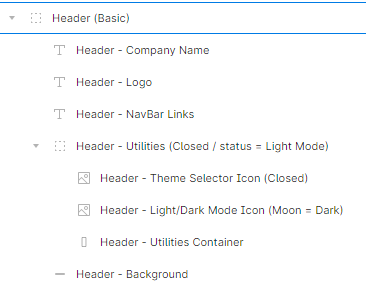 Header (Basic)
Header - Company Name
Header - Logo
Header - NavBar Links
Header - Utilities (Closed / status = Light Mode)
Header - Theme Selector Icon (Closed)
Header - Light/Dark Mode Icon (Moon = Dark)
Header - Utilities Container
Header - Background